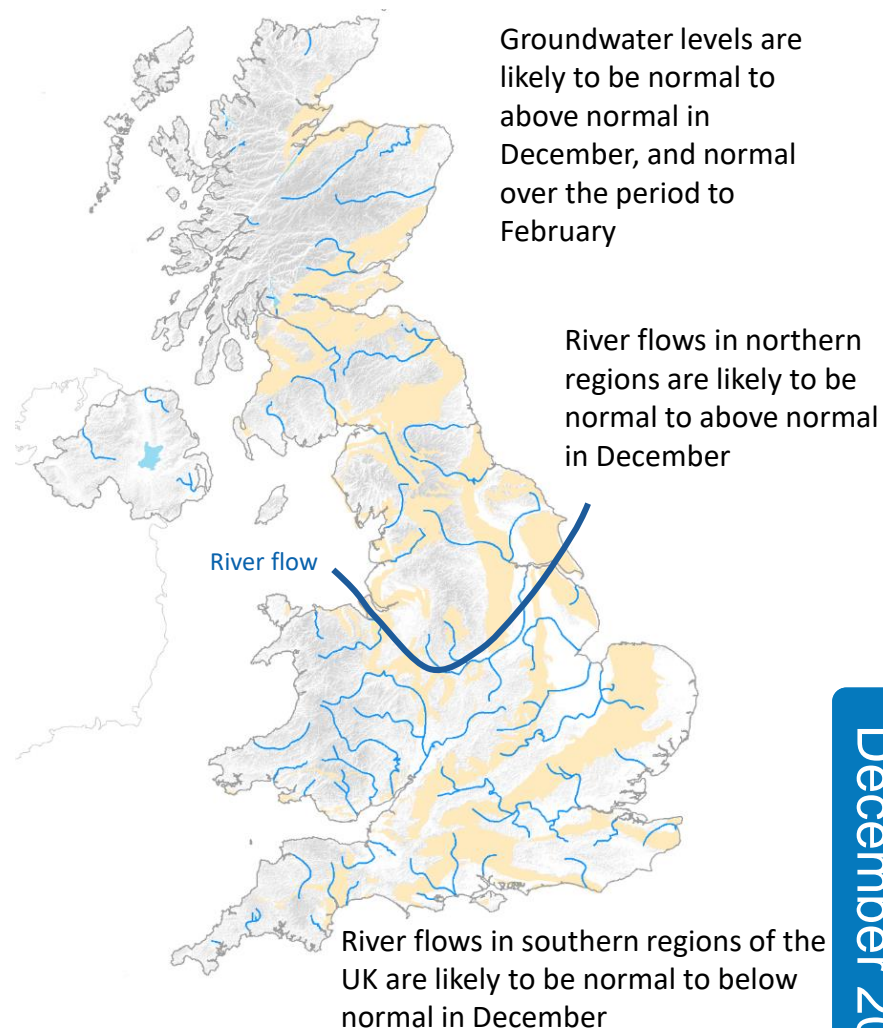 Groundwater levels are
likely to be normal to
above normal in
December, and normal
over the period to
February
River flows in northern
regions are likely to be
normal to above normal
in December
River flow
River flows in southern regions of the
UK are likely to be normal to below
normal in December
December 20